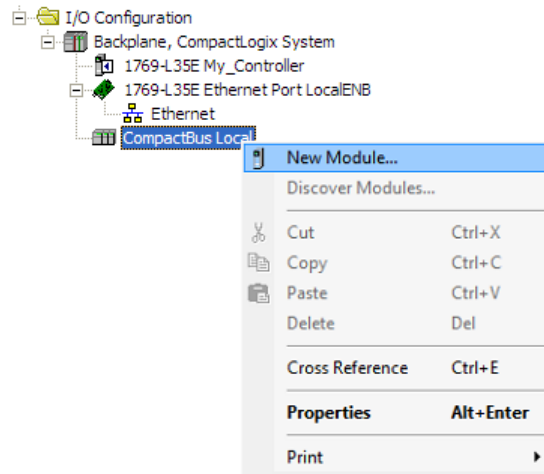 I/O Configuration
Backplane, CompactLogix System
1769-L35E My_Controller
1769-L35E Ethernet Port LocalENB
Ethernet
CompactBus Local
New Module...
Discover Modules...
Cut Ctrl+X
Copy Ctrl+C
Paste Ctrl+V
Delete Del
Cross Reference Ctrl+E
Properties Alt+Enter
Print